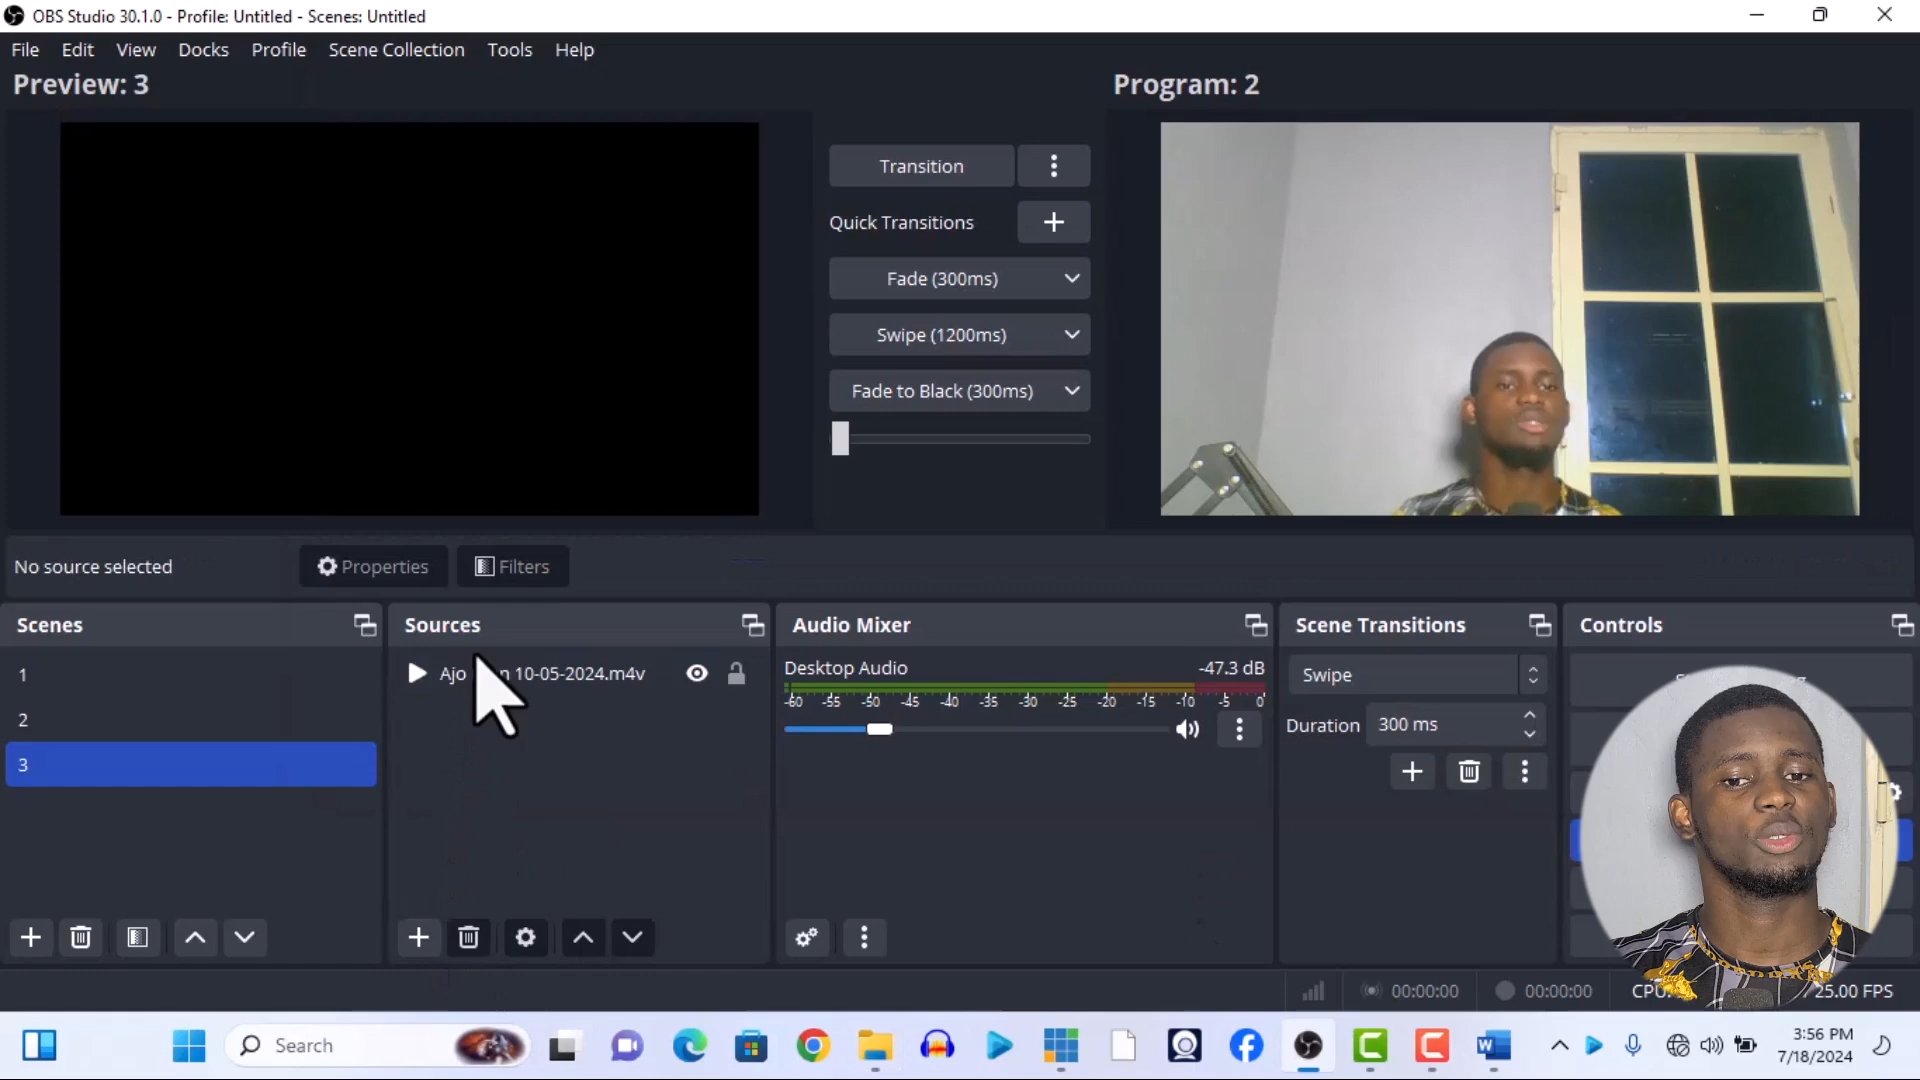 OBS Studio 30.1.0 - Profile: Untitled - Scenes: Untitled
File Edit View Docks Profile Scene Collection Tools Help
Preview: 3
Program: 2
Transition
Quick Transitions
Fade (300ms)
Swipe (1200ms)
Fade to Black (300ms)
No source selected
Properties
Filters
Scenes
1
2
3
Sources
Ajo
10-05-2024.m4v
Audio Mixer
Desktop Audio
-47.3 dB
-60 -55 -50 -45 -40 -35 -30 -25 -20 -15 -10 -5 0
Scene Transitions
Swipe
Duration
300 ms
Controls
00:00:00
00:00:00
25.00 FPS
Search
3:56 PM
7/18/2024